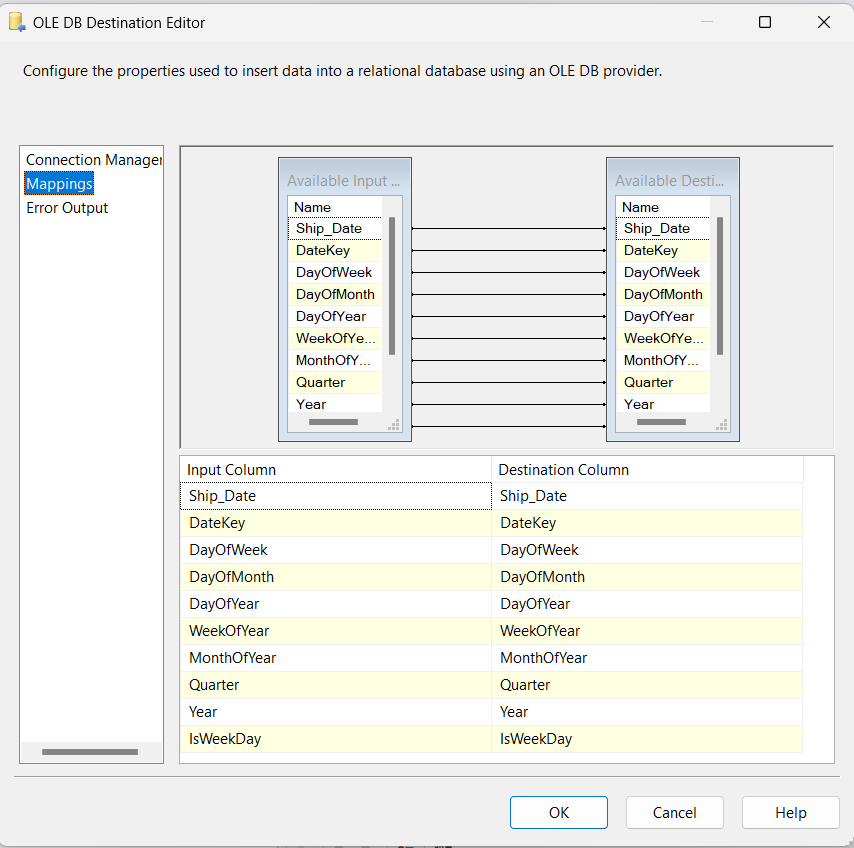 OLE DB Destination Editor
Configure the properties used to insert data into a relational database using an OLE DB provider.
Connection Manager
Mappings
Error Output
Available Input ...
Name
Ship_Date
DateKey
DayOfWeek
DayOfMonth
DayOfYear
WeekOfYe...
MonthOfY...
Quarter
Year
Available Desti...
Name
Ship_Date
DateKey
DayOfWeek
DayOfMonth
DayOfYear
WeekOfYe...
MonthOfY...
Quarter
Year
Input Column Destination Column
Ship_Date Ship_Date
DateKey DateKey
DayOfWeek DayOfWeek
DayOfMonth DayOfMonth
DayOfYear DayOfYear
WeekOfYear WeekOfYear
MonthOfYear MonthOfYear
Quarter Quarter
Year Year
IsWeekDay IsWeekDay
OK Cancel Help